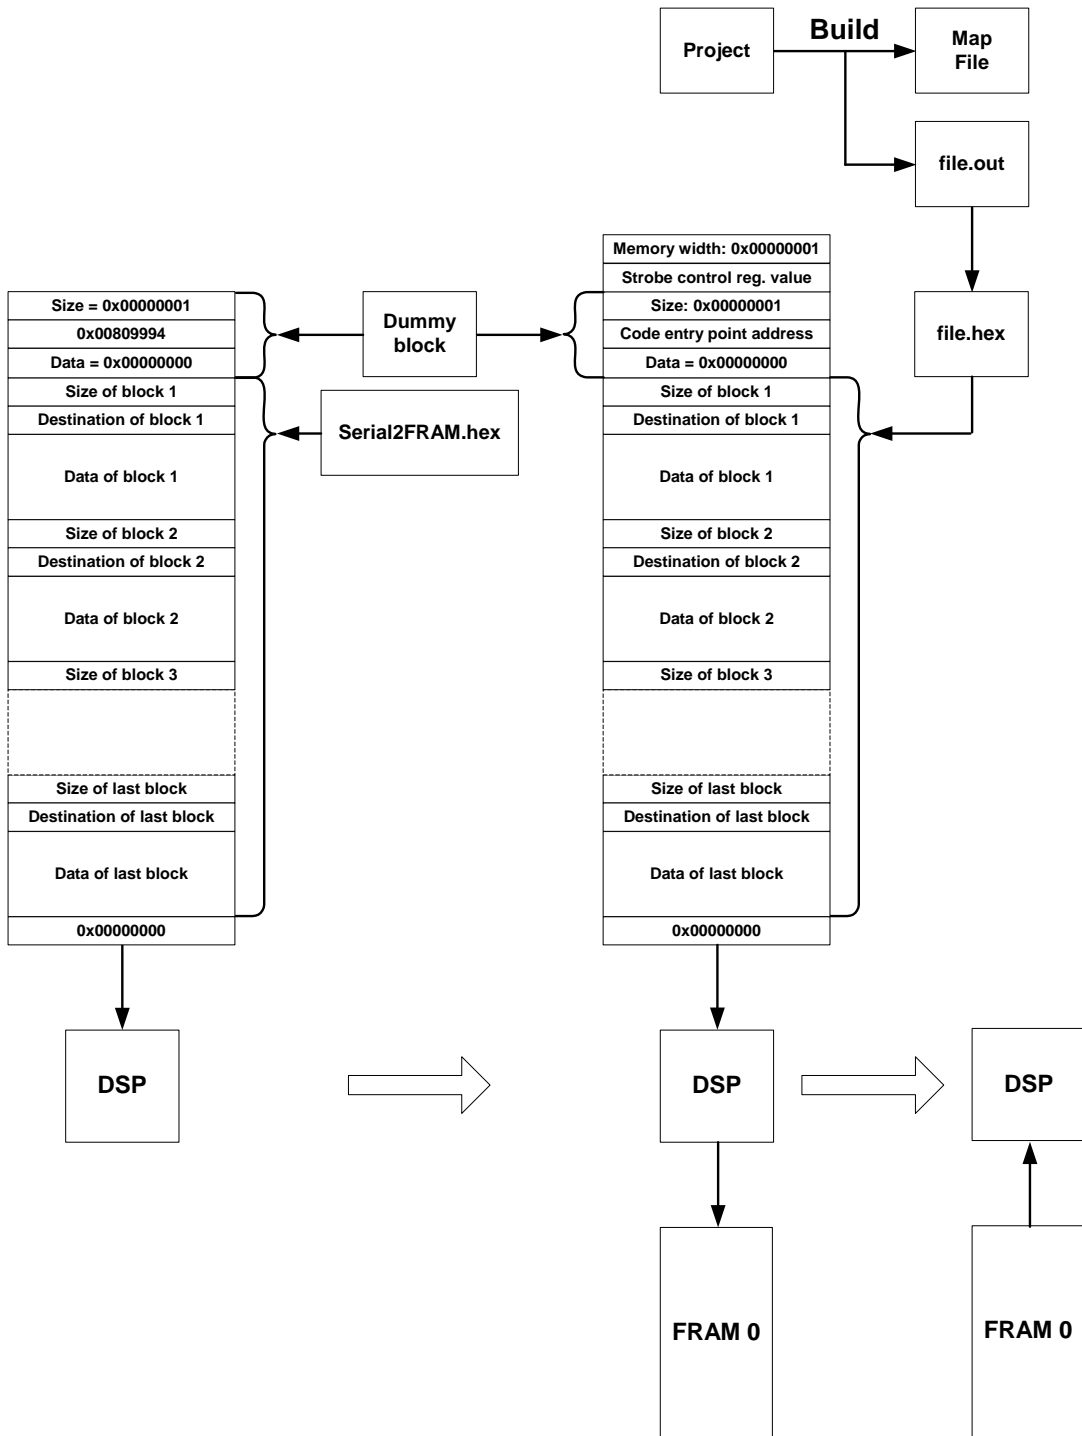 Build
Project
Map
File
file.out
file.hex
Memory width: 0x00000001
Strobe control reg. value
Size: 0x00000001
Code entry point address
Data = 0x00000000
Size of block 1
Destination of block 1
Data of block 1
Size of block 2
Destination of block 2
Data of block 2
Size of block 3
Size of last block
Destination of last block
Data of last block
0x00000000
Dummy
block
Serial2FRAM.hex
Size = 0x00000001
0x00809994
Data = 0x00000000
Size of block 1
Destination of block 1
Data of block 1
Size of block 2
Destination of block 2
Data of block 2
Size of block 3
Size of last block
Destination of last block
Data of last block
0x00000000
DSP
DSP
DSP
FRAM 0
FRAM 0